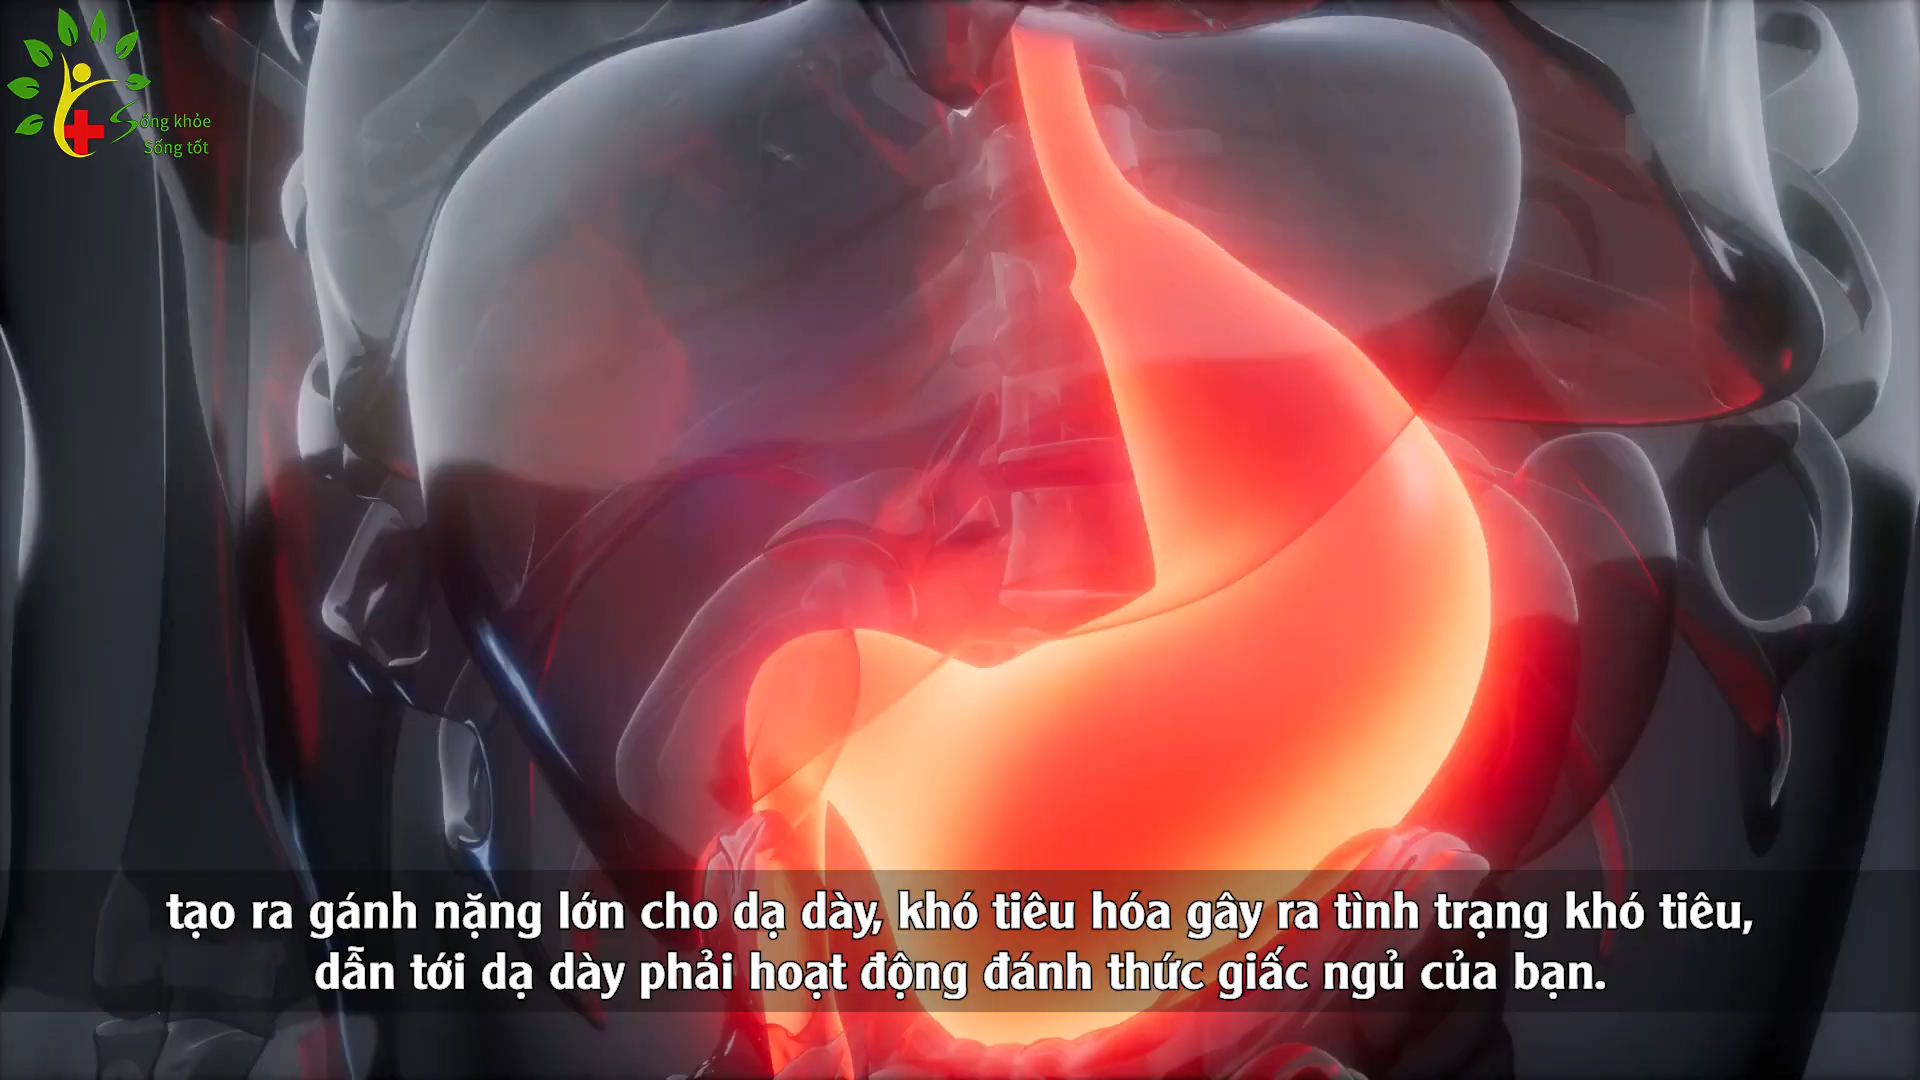 Sống khỏe
Sống tốt
tạo ra gánh nặng lớn cho dạ dày, khó tiêu hóa gây ra tình trạng khó tiêu,
dẫn tới dạ dày phải hoạt động đánh thức giấc ngủ của bạn.